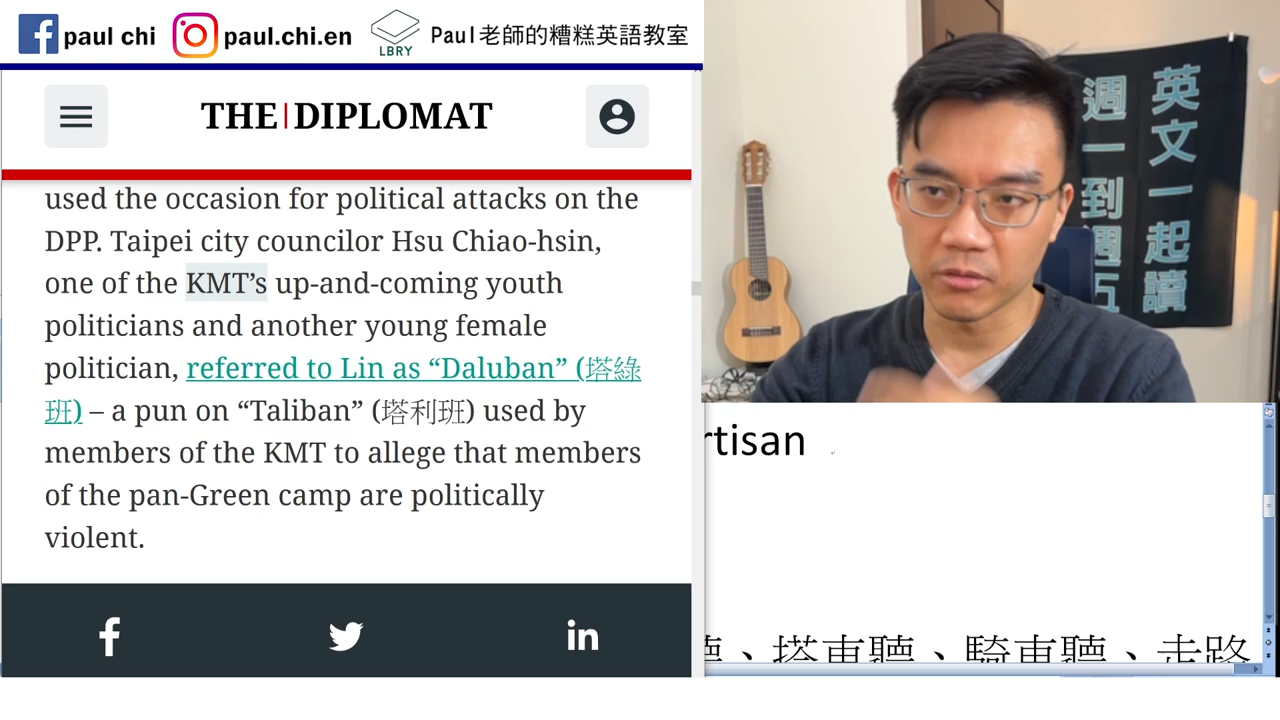 paul chi
paul.chi.en
LBRY
Paul老師的糟糕英語教室
THE|DIPLOMAT
used the occasion for political attacks on the
DPP. Taipei city councilor Hsu Chiao-hsin,
one of the KMT’s up-and-coming youth
politicians and another young female
politician, referred to Lin as “Daluban” (塔綠
班) – a pun on “Taliban” (塔利班) used by
members of the KMT to allege that members
of the pan-Green camp are politically
violent.
英文一起讀
週一到週五
rtisan
聽、搭車聽、騎車聽、走路